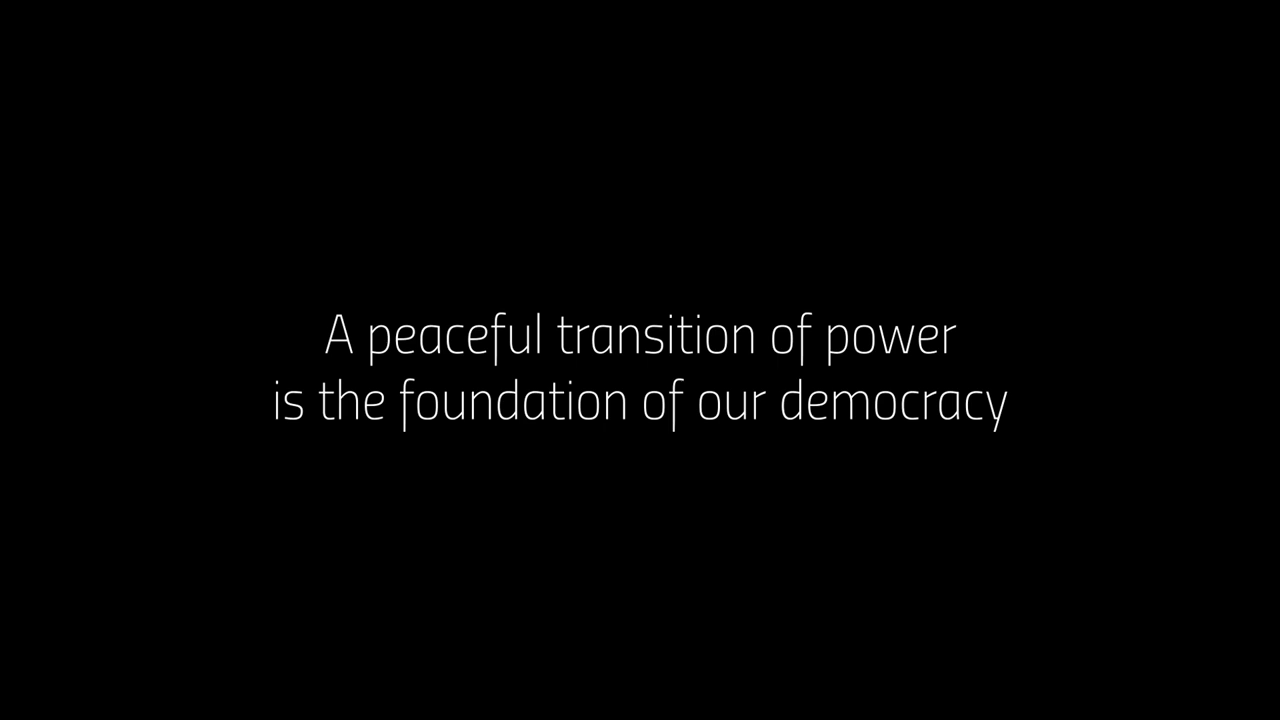 A peaceful transition of power
is the foundation of our democracy